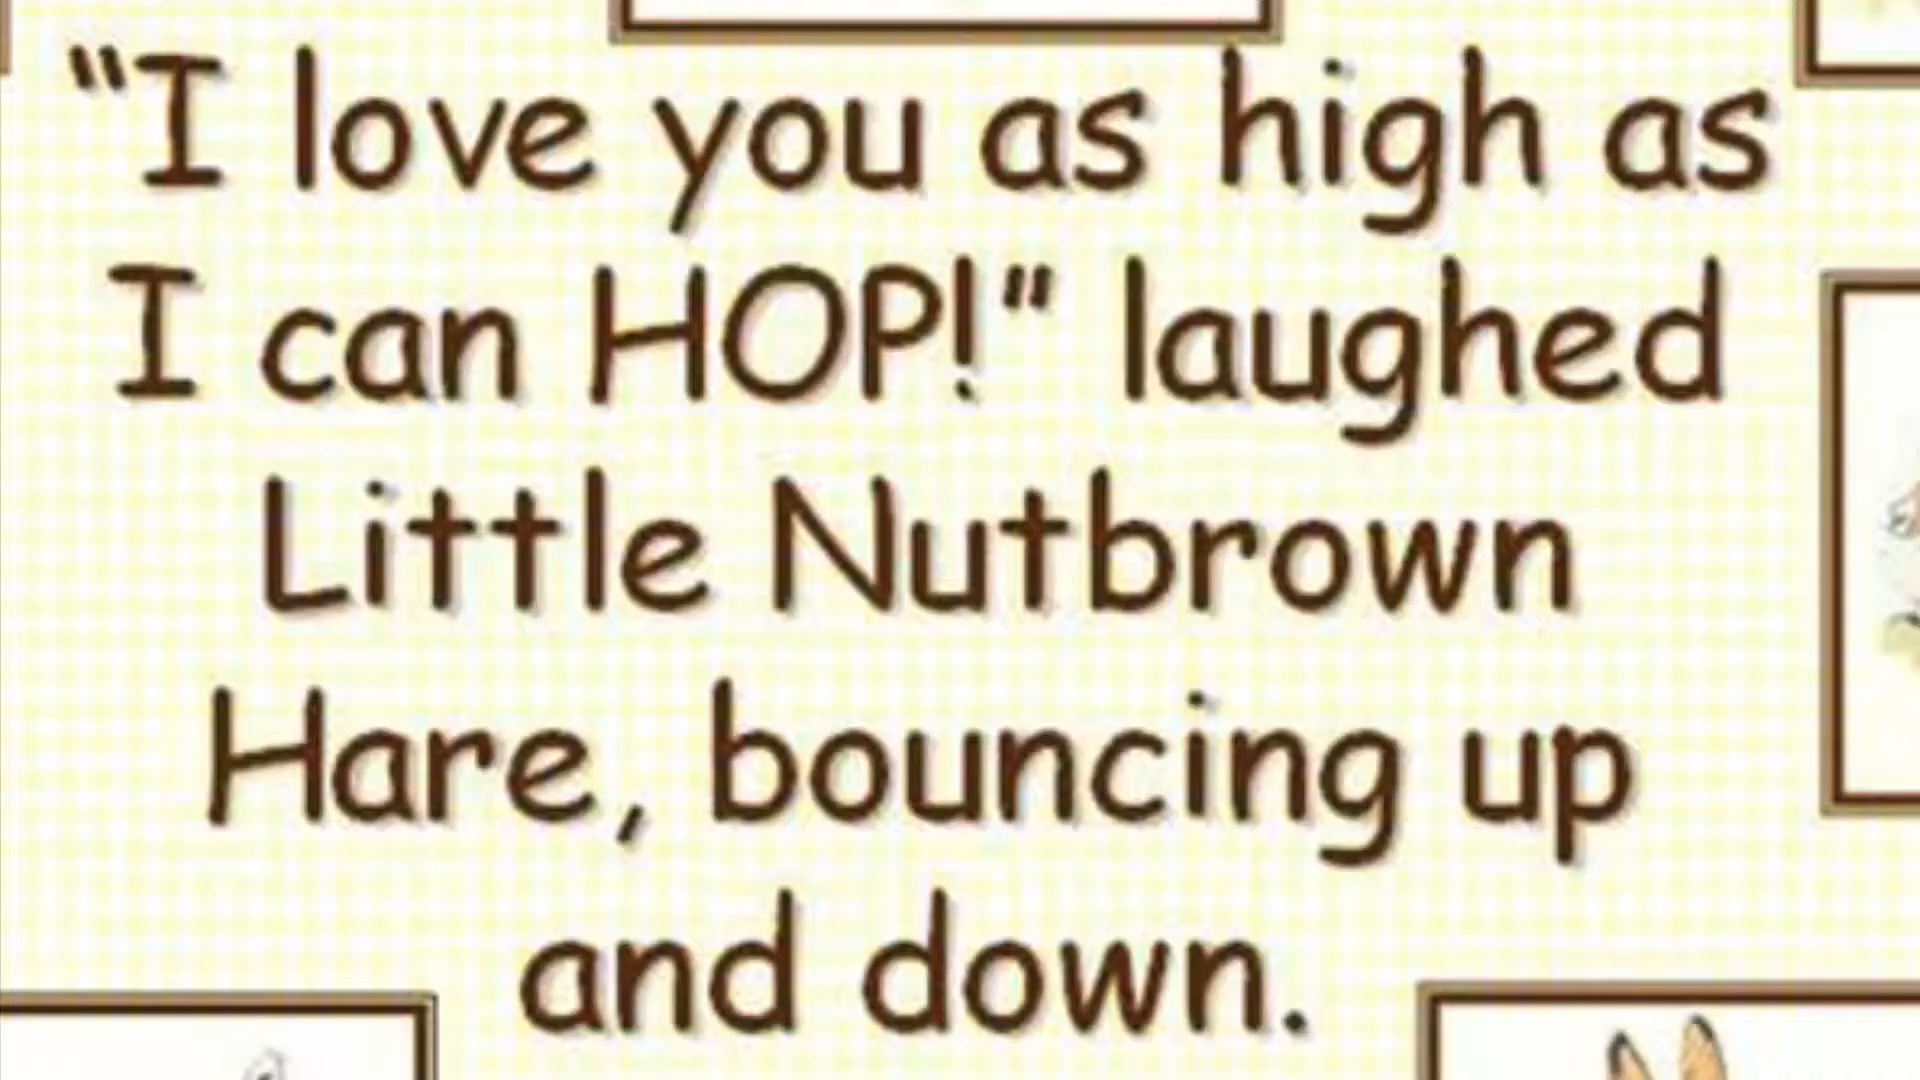 "I love you as high as
I can HOP!" laughed
Little Nutbrown
Hare, bouncing up
and down.